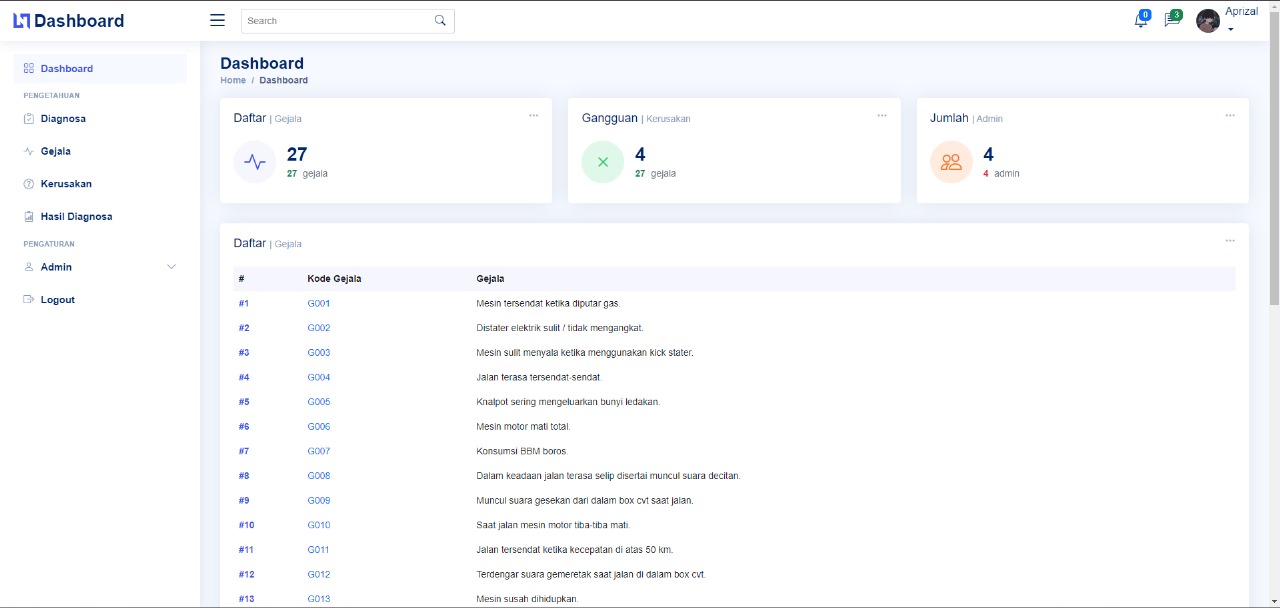 Dashboard
Search
0
3
Aprizal
Dashboard
PENGETAHUAN
Diagnosa
Gejala
Kerusakan
Hasil Diagnosa
PENGATURAN
Admin
Logout
Dashboard
Home / Dashboard
Daftar | Gejala
27
27 gejala
Gangguan | Kerusakan
4
27 gejala
Jumlah | Admin
4
4 admin
Daftar | Gejala
# Kode Gejala Gejala
#1 G001 Mesin tersendat ketika diputar gas.
#2 G002 Distater elektrik sulit / tidak mengangkat.
#3 G003 Mesin sulit menyala ketika menggunakan kick stater.
#4 G004 Jalan terasa tersendat-sendat.
#5 G005 Knalpot sering mengeluarkan bunyi ledakan.
#6 G006 Mesin motor mati total.
#7 G007 Konsumsi BBM boros.
#8 G008 Dalam keadaan jalan terasa selip disertai muncul suara decitan.
#9 G009 Muncul suara gesekan dari dalam box cvt saat jalan.
#10 G010 Saat jalan mesin motor tiba-tiba mati.
#11 G011 Jalan tersendat ketika kecepatan di atas 50 km.
#12 G012 Terdengar suara gemeretak saat jalan di dalam box cvt.
#13 G013 Mesin susah dihidupkan.